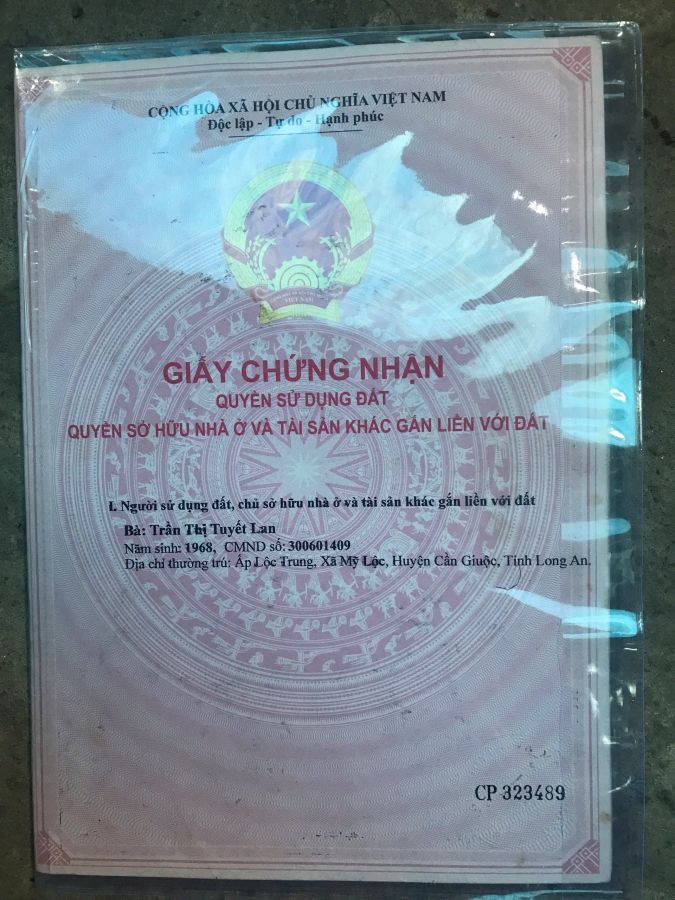 CỘNG HÒA XÃ HỘI CHỦ NGHĨA VIỆT NAM
Độc lập - Tự do - Hạnh phúc
VIỆT NAM
GIẤY CHỨNG NHẬN
QUYỀN SỬ DỤNG ĐẤT
QUYỀN SỞ HỮU NHÀ Ở VÀ TÀI SẢN KHÁC GẮN LIỀN VỚI ĐẤT
I. Người sử dụng đất, chủ sở hữu nhà ở và tài sản khác gắn liền với đất
Bà: Trần Thị Tuyết Lan
Năm sinh: 1968, CMND số: 300601409
Địa chỉ thường trú: Ấp Lộc Trung, Xã Mỹ Lộc, Huyện Cần Giuộc, Tỉnh Long An.
CP 323489